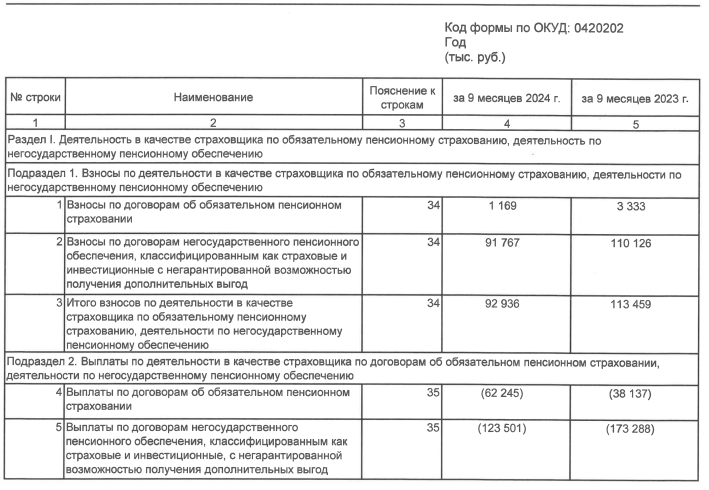 Код формы по ОКУД: 0420202
Год
(тыс. руб.)
№ строки Наименование Пояснение к строкам за 9 месяцев 2024 г. за 9 месяцев 2023 г.
1 2 3 4 5
Раздел I. Деятельность в качестве страховщика по обязательному пенсионному страхованию, деятельность по
негосударственному пенсионному обеспечению
Подраздел 1. Взносы по деятельности в качестве страховщика по обязательному пенсионному страхованию, деятельности по
негосударственному пенсионному обеспечению
1 Взносы по договорам об обязательном пенсионном 34 1 169 3 333
страховании
2 Взносы по договорам негосударственного пенсионного 34 91 767 110 126
обеспечения, классифицированным как страховые и
инвестиционные с негарантированной возможностью
получения дополнительных выгод
3 Итого взносов по деятельности в качестве 34 92 936 113 459
страховщика по обязательному пенсионному
страхованию, деятельности по негосударственному
пенсионному обеспечению
Подраздел 2. Выплаты по деятельности в качестве страховщика по договорам об обязательном пенсионном страховании,
деятельности по негосударственному пенсионному обеспечению
4 Выплаты по договорам об обязательном пенсионном 35 (62 245) (38 137)
страховании
5 Выплаты по договорам негосударственного 35 (123 501) (173 288)
пенсионного обеспечения, классифицированным как
страховые и инвестиционные, с негарантированной
возможностью получения дополнительных выгод